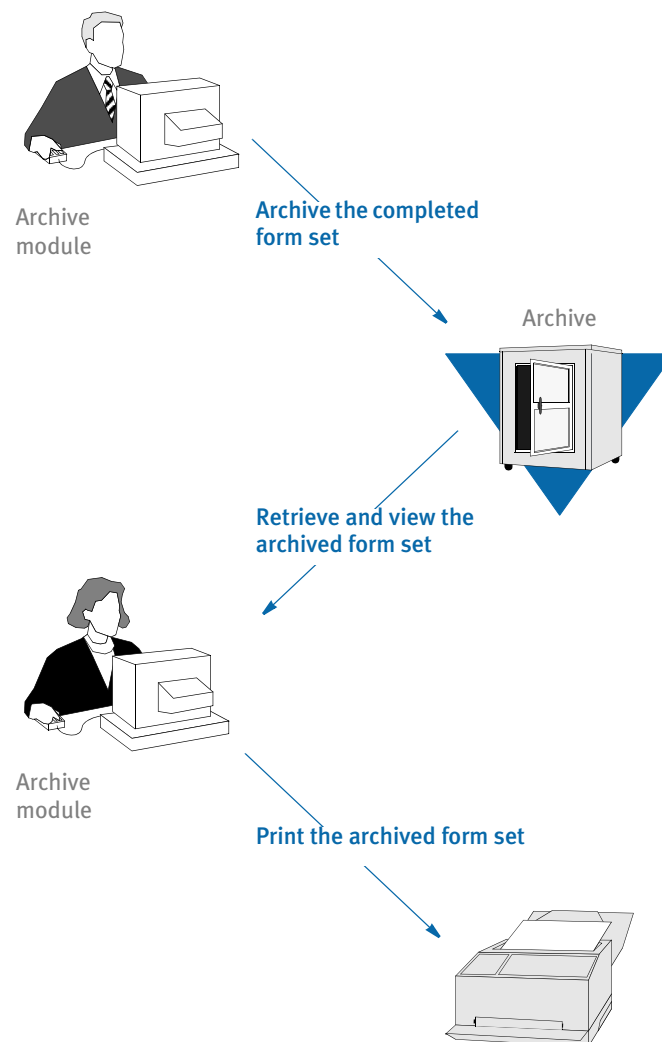 Archive
module
Archive the completed
form set
Archive
Retrieve and view the
archived form set
Archive
module
Print the archived form set